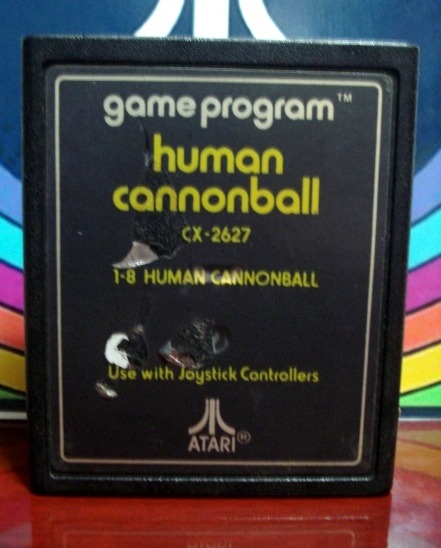 game program™
human
cannonball
CX-2627
1-8 HUMAN CANNONBALL
Use with Joystick Controllers
ATARI®